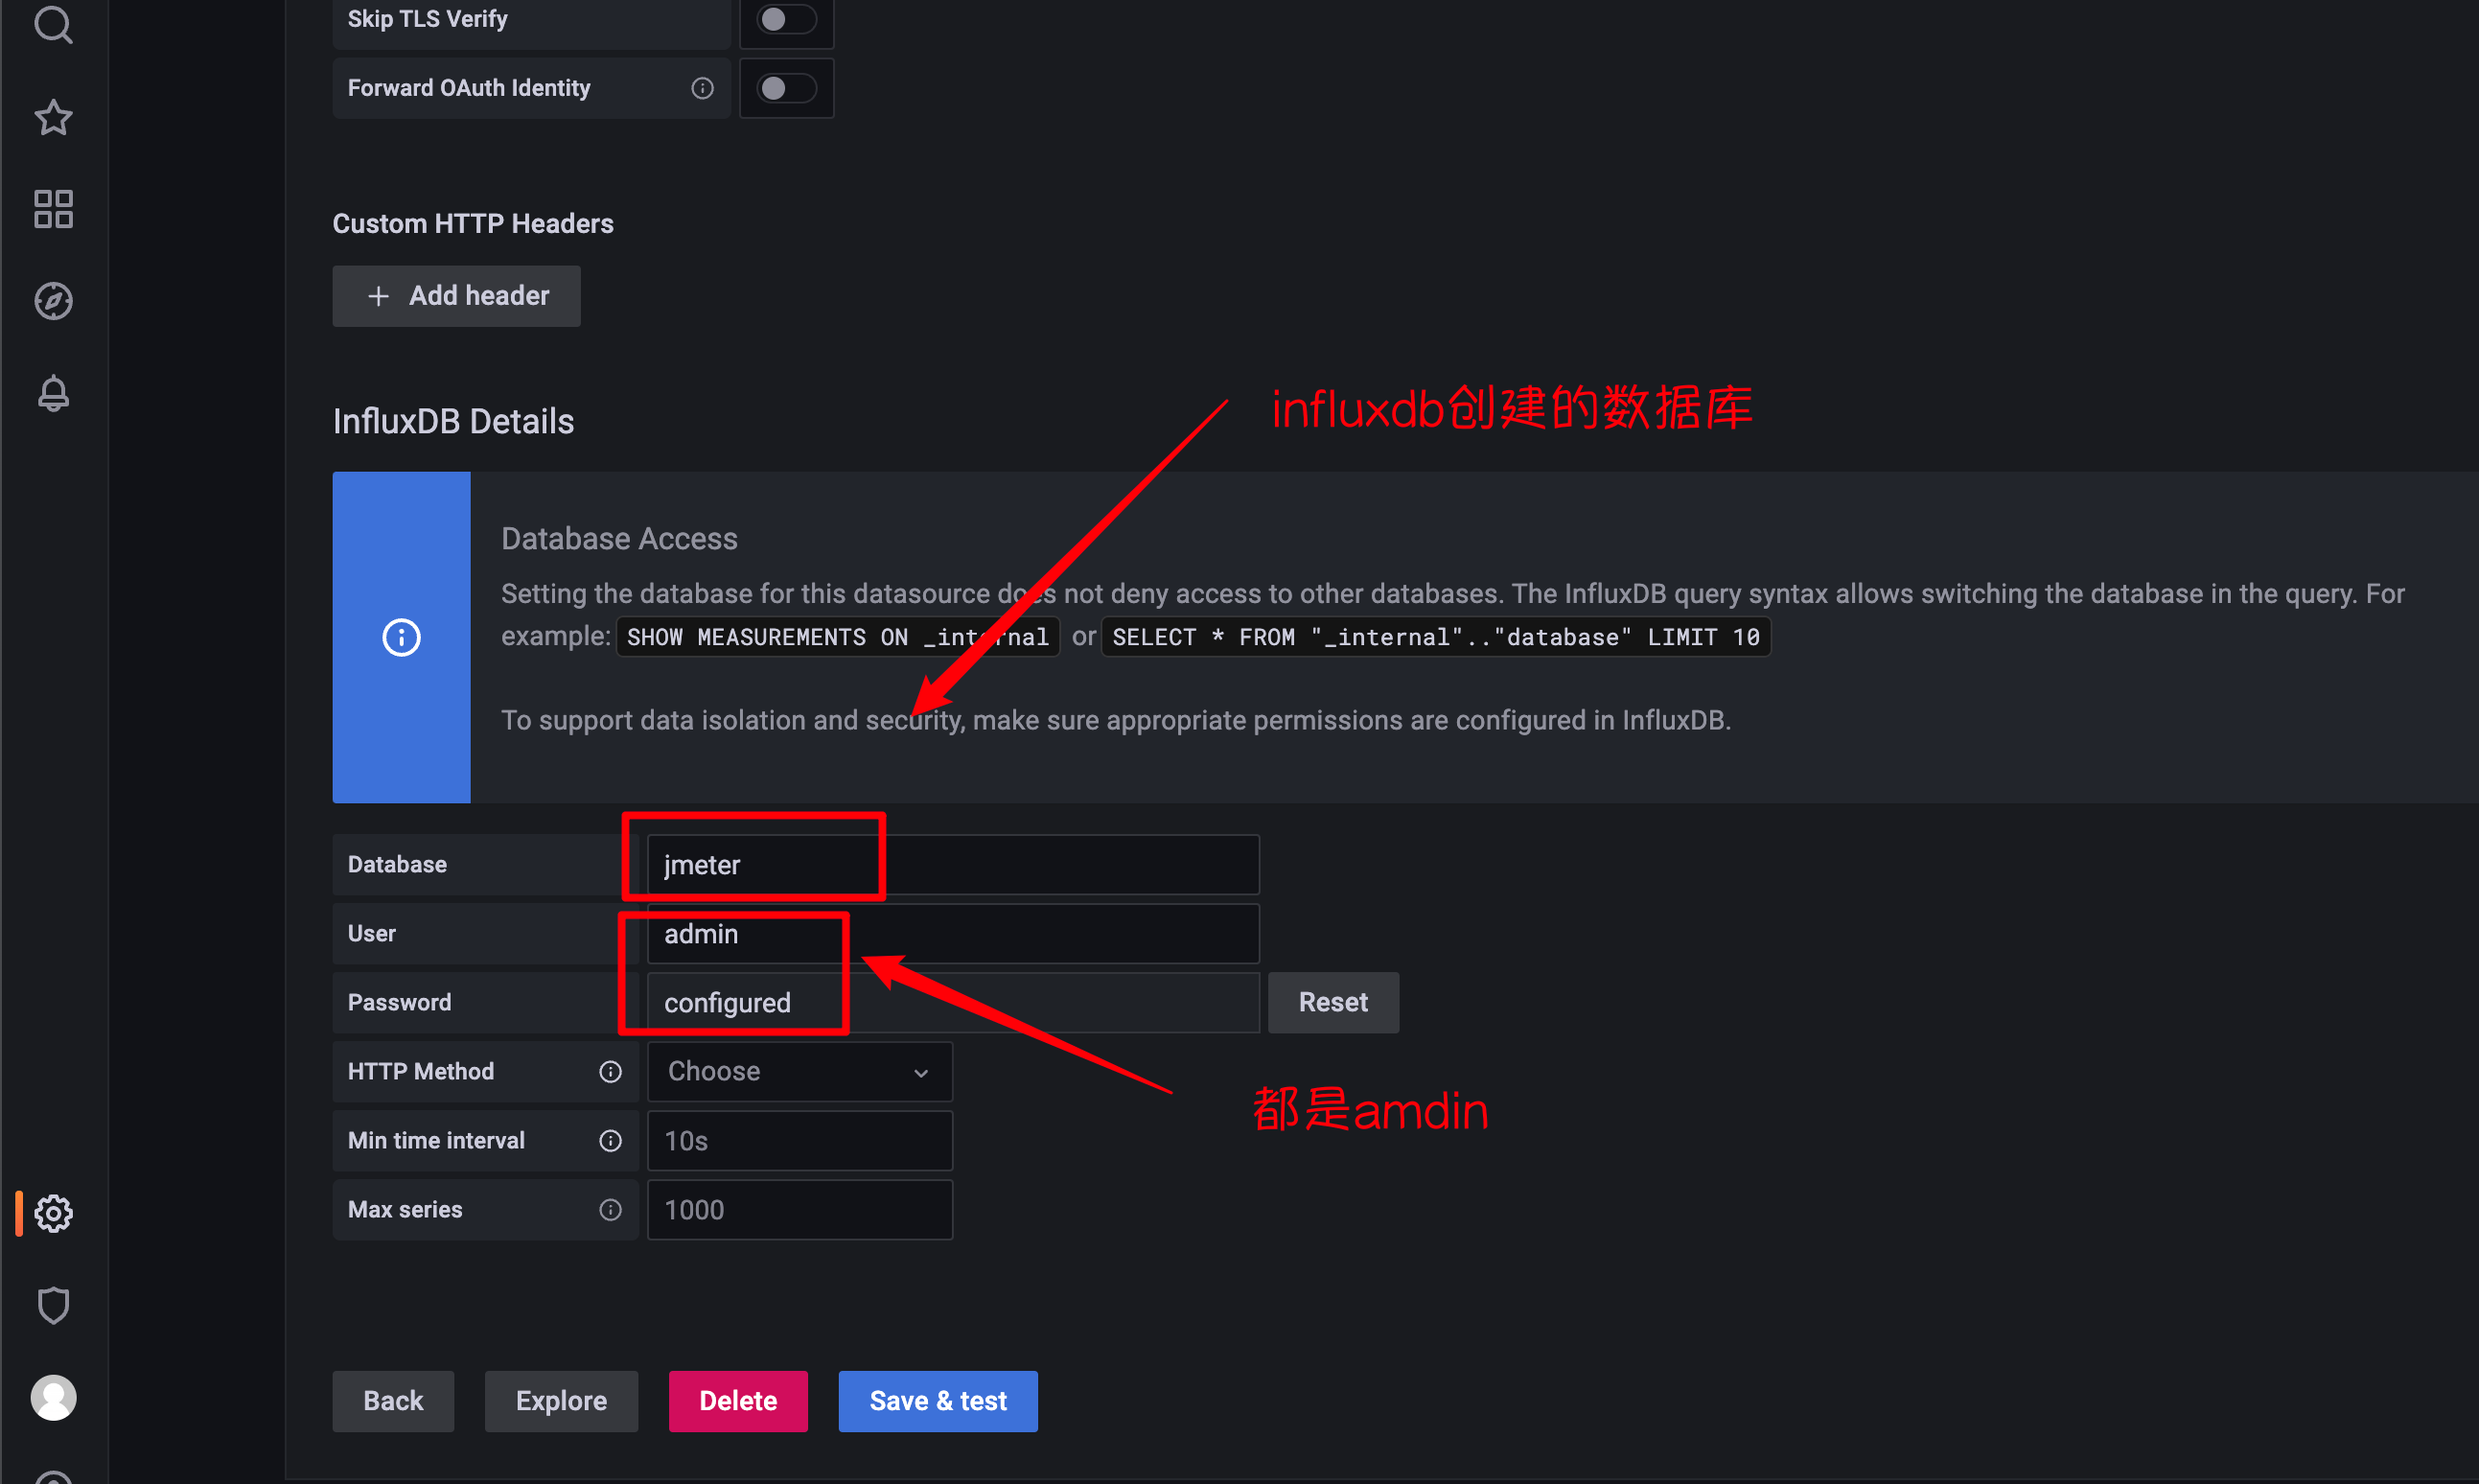 Skip TLS Verify
Forward OAuth Identity
Custom HTTP Headers
+ Add header
influxdb创建的数据库
InfluxDB Details
Database Access
Setting the database for this datasource does not deny access to other databases. The InfluxDB query syntax allows switching the database in the query. For
example: SHOW MEASUREMENTS ON _internal or SELECT * FROM "_internal".."database" LIMIT 10
To support data isolation and security, make sure appropriate permissions are configured in InfluxDB.
Database jmeter
User admin
Password configured Reset
HTTP Method Choose
都是amdin
Min time interval 10s
Max series 1000
Back Explore Delete Save & test